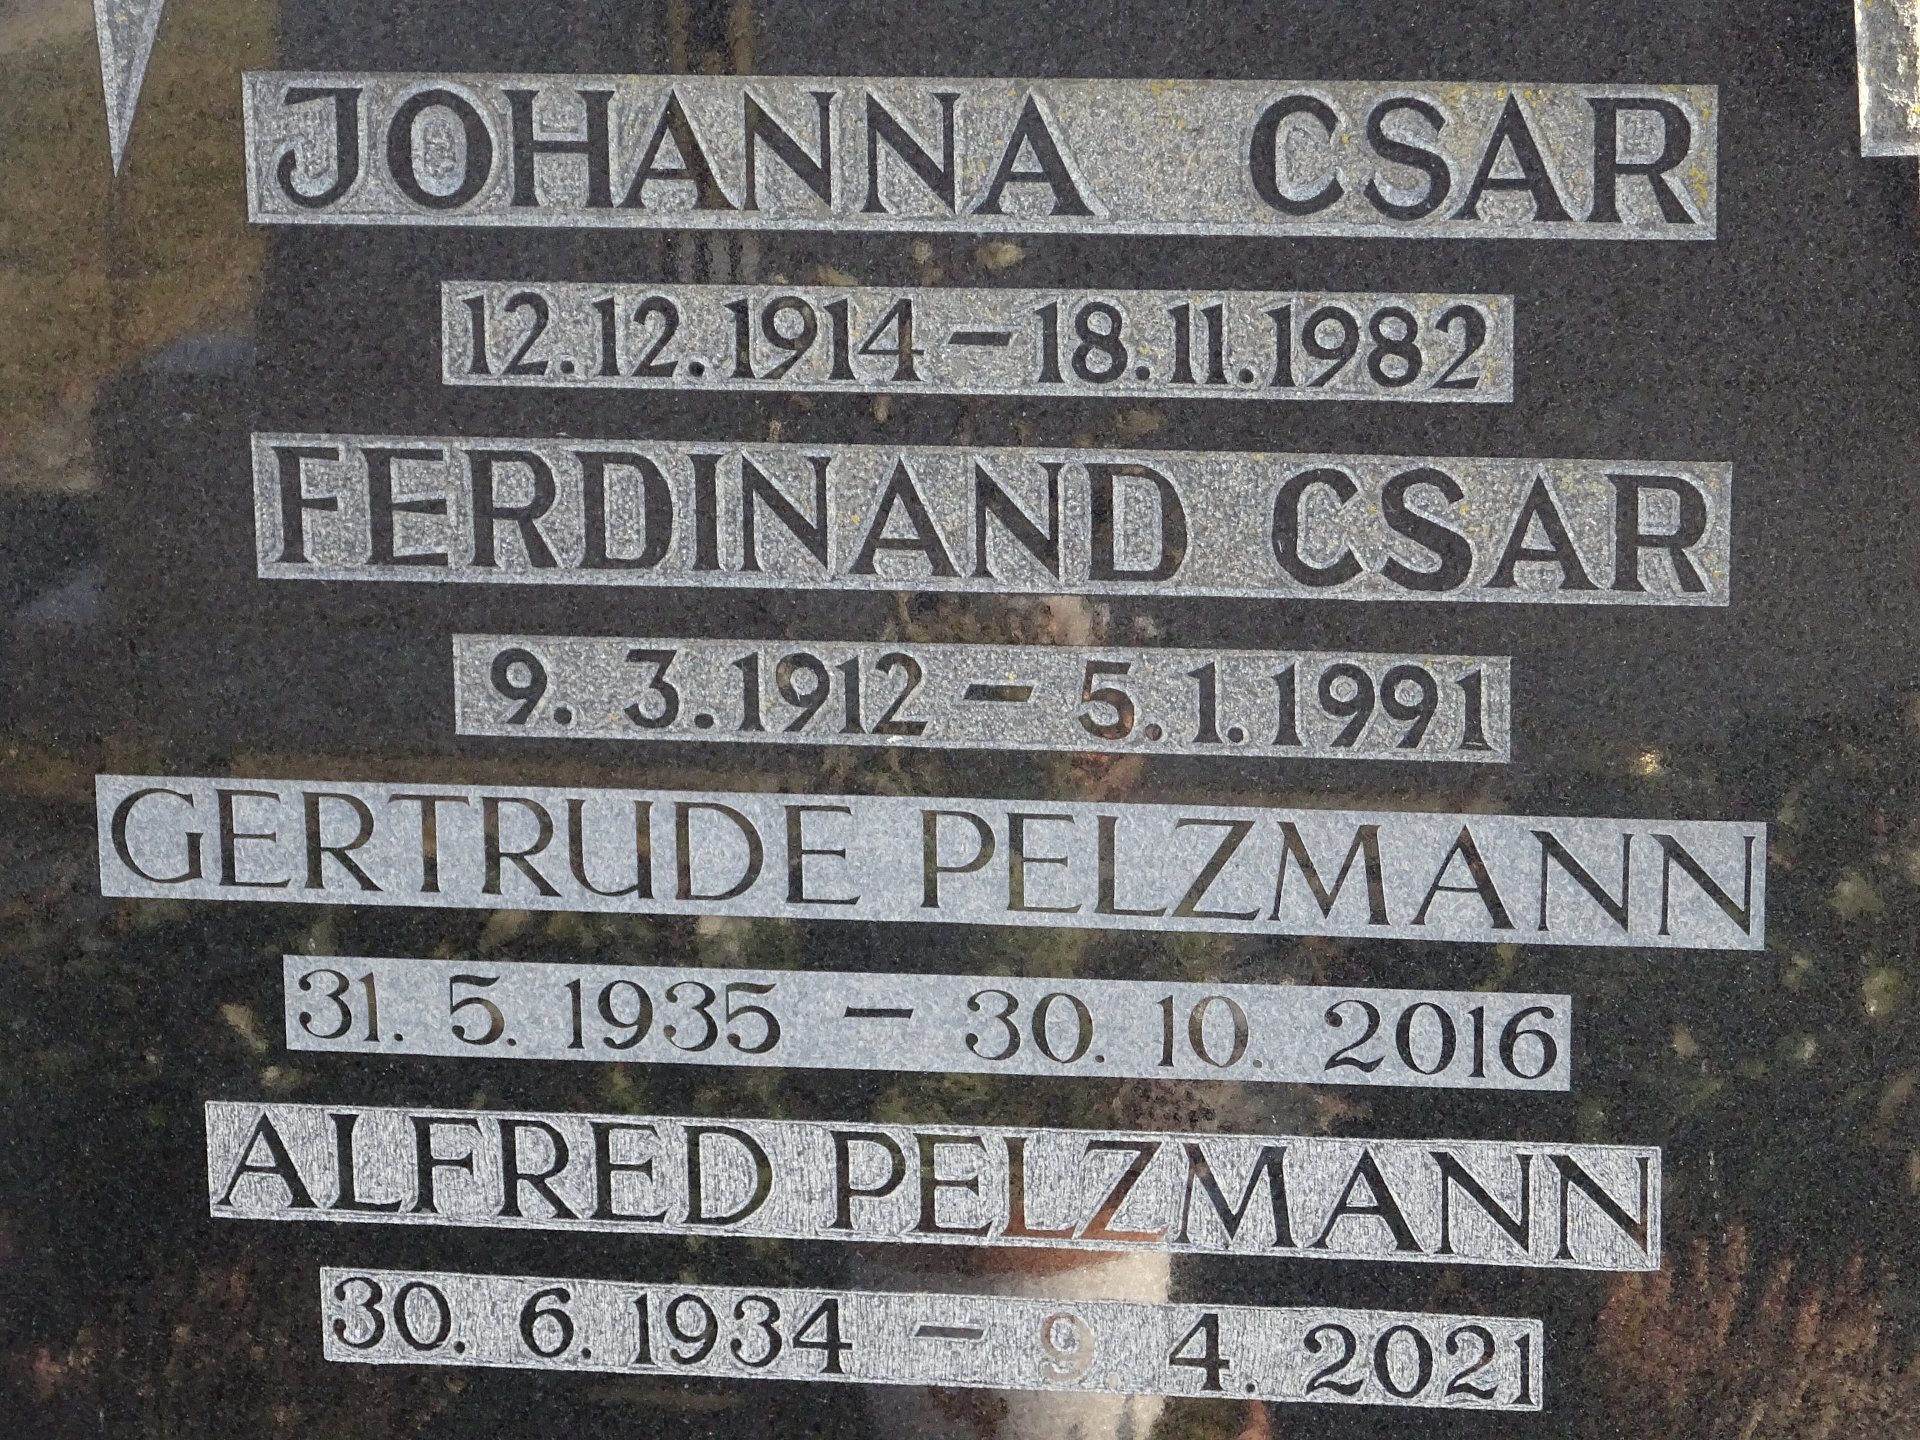 JOHANNA CSAR
12.12.1914 – 18.11.1982
FERDINAND CSAR
9. 3.1912 – 5.1.1991
GERTRUDE PELZMANN
31. 5. 1935 – 30. 10. 2016
ALFRED PELZMANN
30. 6. 1934 – 9. 4. 2021